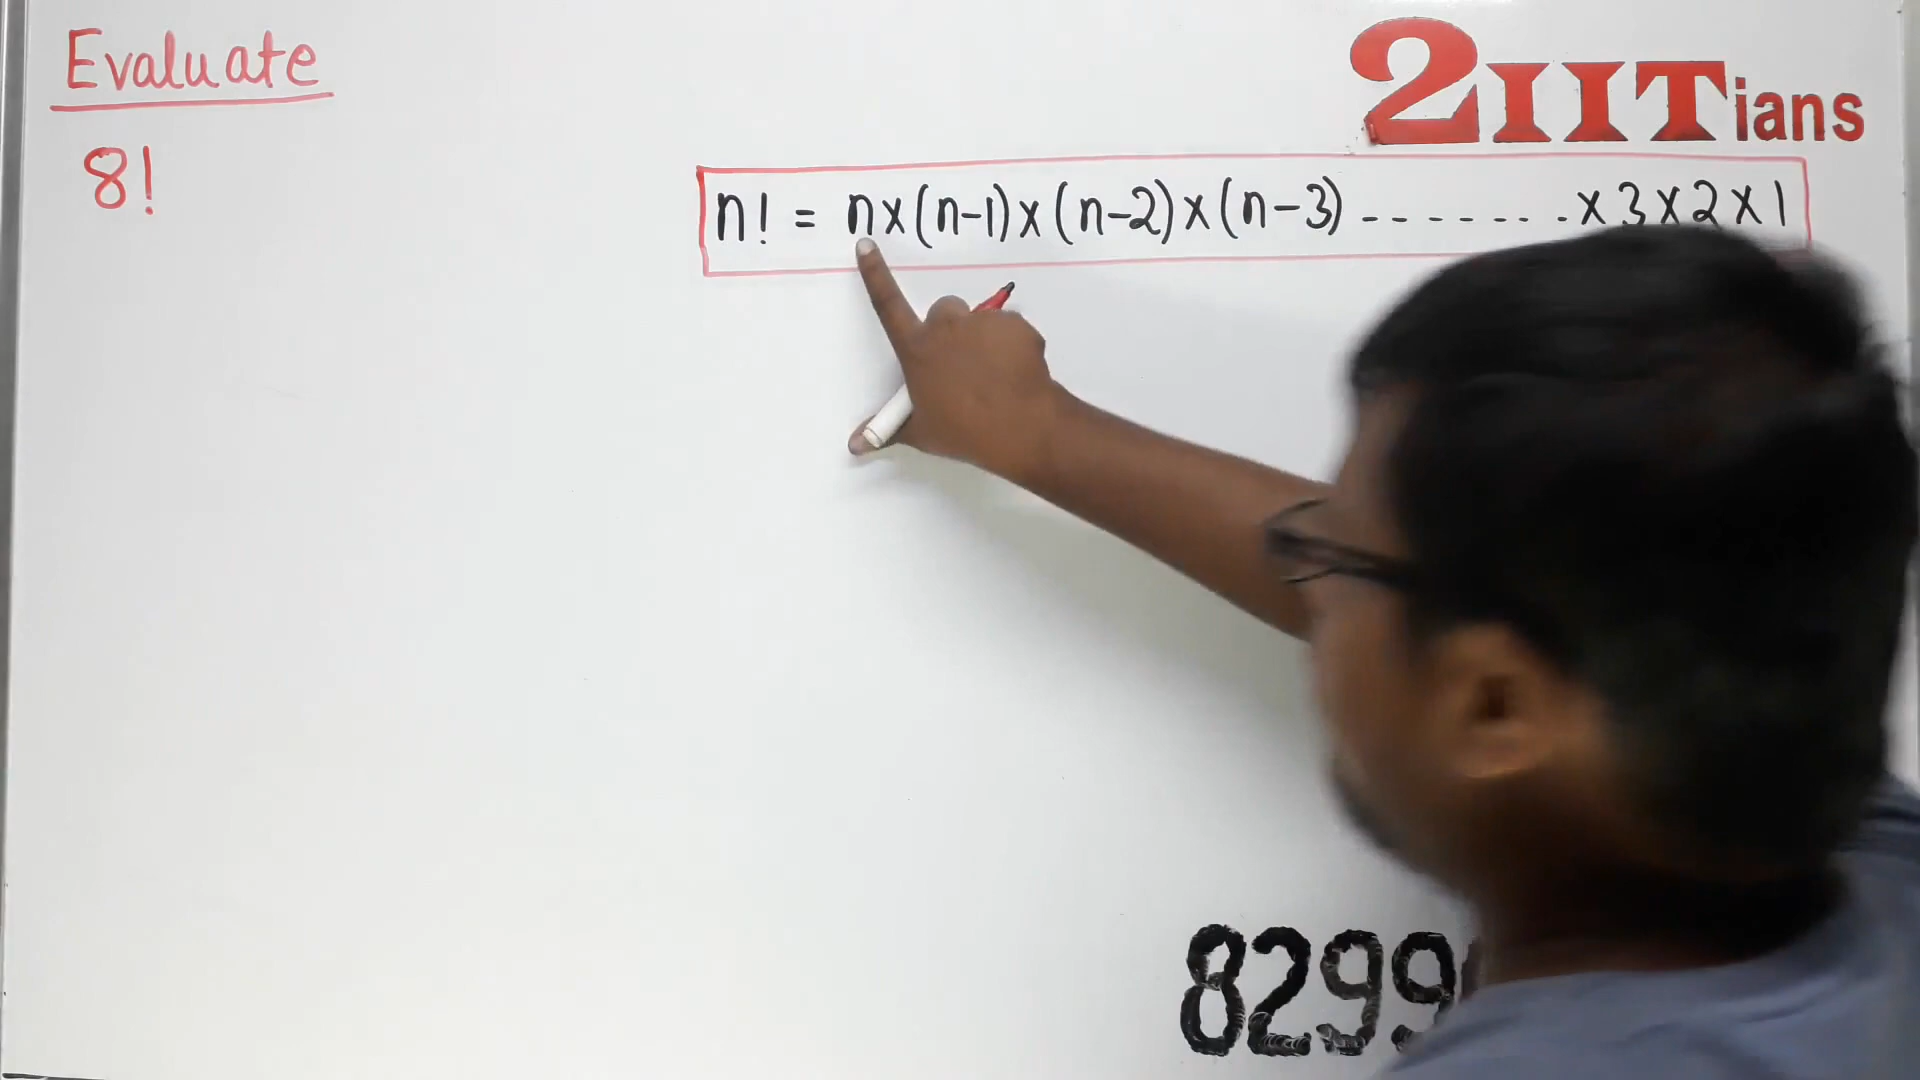 Evaluate
2IITians
8!
n! = n×(n-1)×(n-2)×(n-3)--------×3×2×1
8299